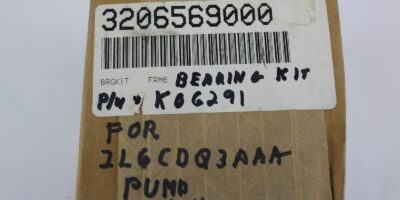 3206569000
BRGKIT FRM6 BEARING KIT
P/N * K06291
FOR
2L6CDQ3AAA
PUMP